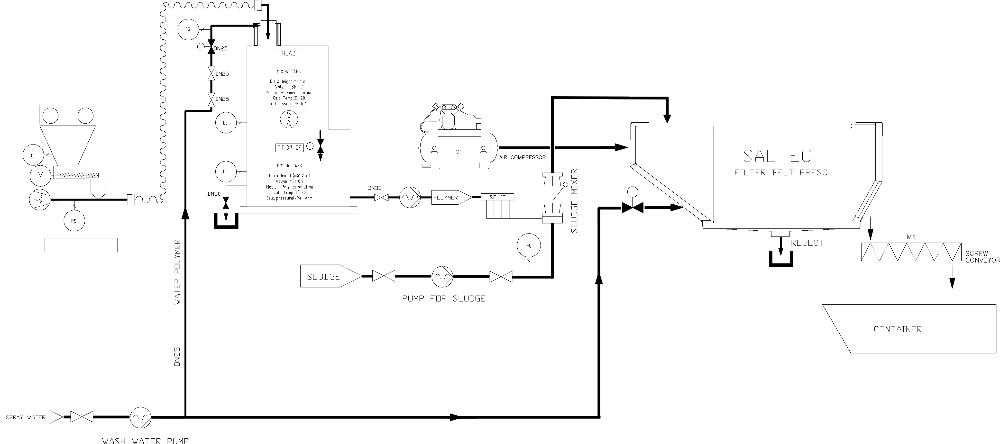 FS
DN25
KICAB
MIXING TANK
Dia x Height(m): 1 x 1
Volym (m3): 0,7
Medium: Polymer solution
Calc. Temp (C): 20
Calc. Pressure(kPa): Atm.
DN25
DN25
LC
DT 07-09
LC
DOSING TANK
Dia x Height (m):1,2 x 1
Volym (m3): 0,9
Medium: Polymer solution
Calc. Temp (C): 20
Calc. pressure(kPa): Atm.
DN50
LS
M
PS
C1
AIR COMPRESSOR
SALTEC
FILTER BELT PRESS
DN32
POLYMER
SPLIT
SLUDGE MIXER
FC
SLUDGE
PUMP FOR SLUDGE
REJECT
M1
SCREW
CONVEYOR
CONTAINER
WATER POLYMER
DN25
SPRAY WATER
WASH WATER PUMP